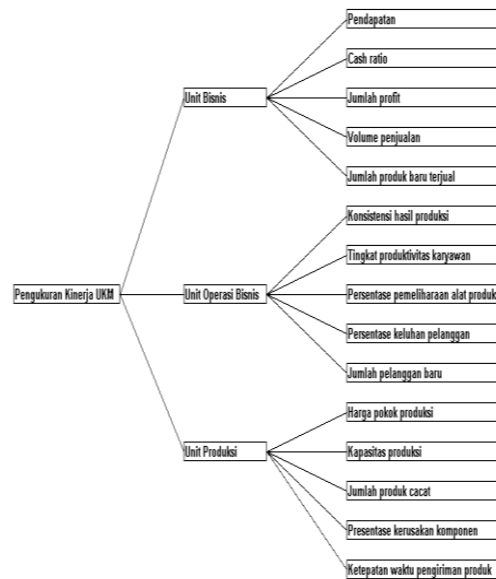 Pendapatan
Cash ratio
Unit Bisnis
Jumlah profit
Volume penjualan
Jumlah produk baru terjual
Konsistensi hasil produksi
Tingkat produktivitas karyawan
Pengukuran Kinerja UKM
Unit Operasi Bisnis
Persentase pemeliharaan alat produk
Persentase keluhan pelanggan
Jumlah pelanggan baru
Harga pokok produksi
Unit Produksi
Kapasitas produksi
Jumlah produk cacat
Presentase kerusakan komponen
Ketepatan waktu pengiriman produk